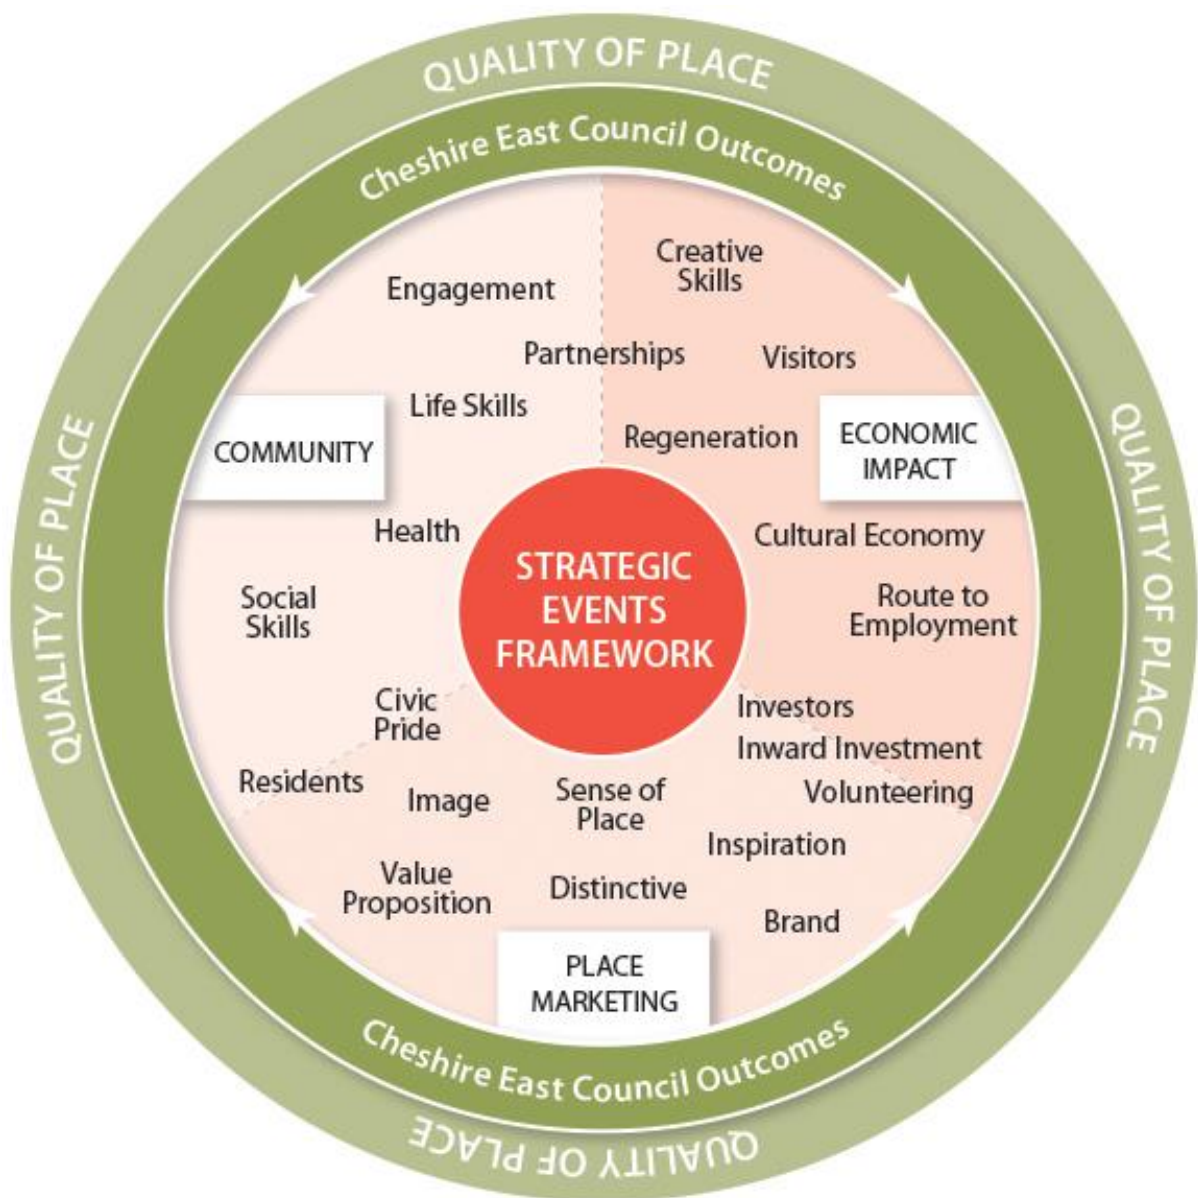 QUALITY OF PLACE
Cheshire East Council Outcomes
Creative
Skills
Engagement
Partnerships
Visitors
Life Skills
Regeneration
COMMUNITY
ECONOMIC
IMPACT
QUALITY OF PLACE
QUALITY OF PLACE
Health
Cultural Economy
STRATEGIC
EVENTS
FRAMEWORK
Social
Skills
Route to
Employment
Civic
Pride
Investors
Inward Investment
Volunteering
Residents
Image
Sense of
Place
Inspiration
Value
Proposition
Distinctive
Brand
PLACE
MARKETING
Cheshire East Council Outcomes
QUALITY OF PLACE